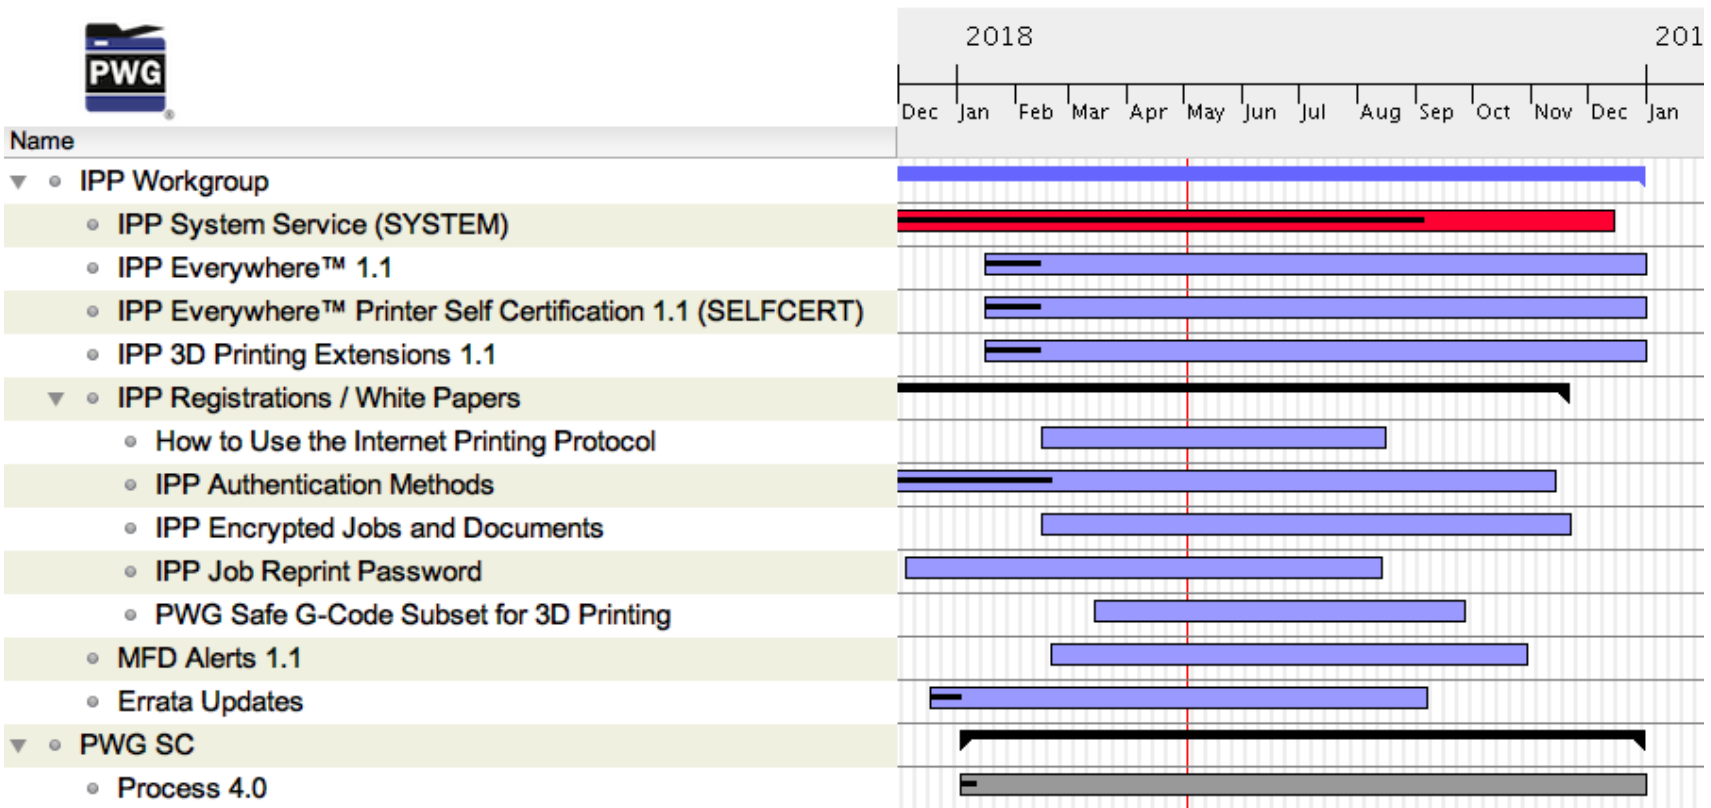 PWG
®
2018
201
Dec Jan Feb Mar Apr May Jun Jul Aug Sep Oct Nov Dec Jan
Name
IPP Workgroup
IPP System Service (SYSTEM)
IPP Everywhere™ 1.1
IPP Everywhere™ Printer Self Certification 1.1 (SELFCERT)
IPP 3D Printing Extensions 1.1
IPP Registrations / White Papers
How to Use the Internet Printing Protocol
IPP Authentication Methods
IPP Encrypted Jobs and Documents
IPP Job Reprint Password
PWG Safe G-Code Subset for 3D Printing
MFD Alerts 1.1
Errata Updates
PWG SC
Process 4.0